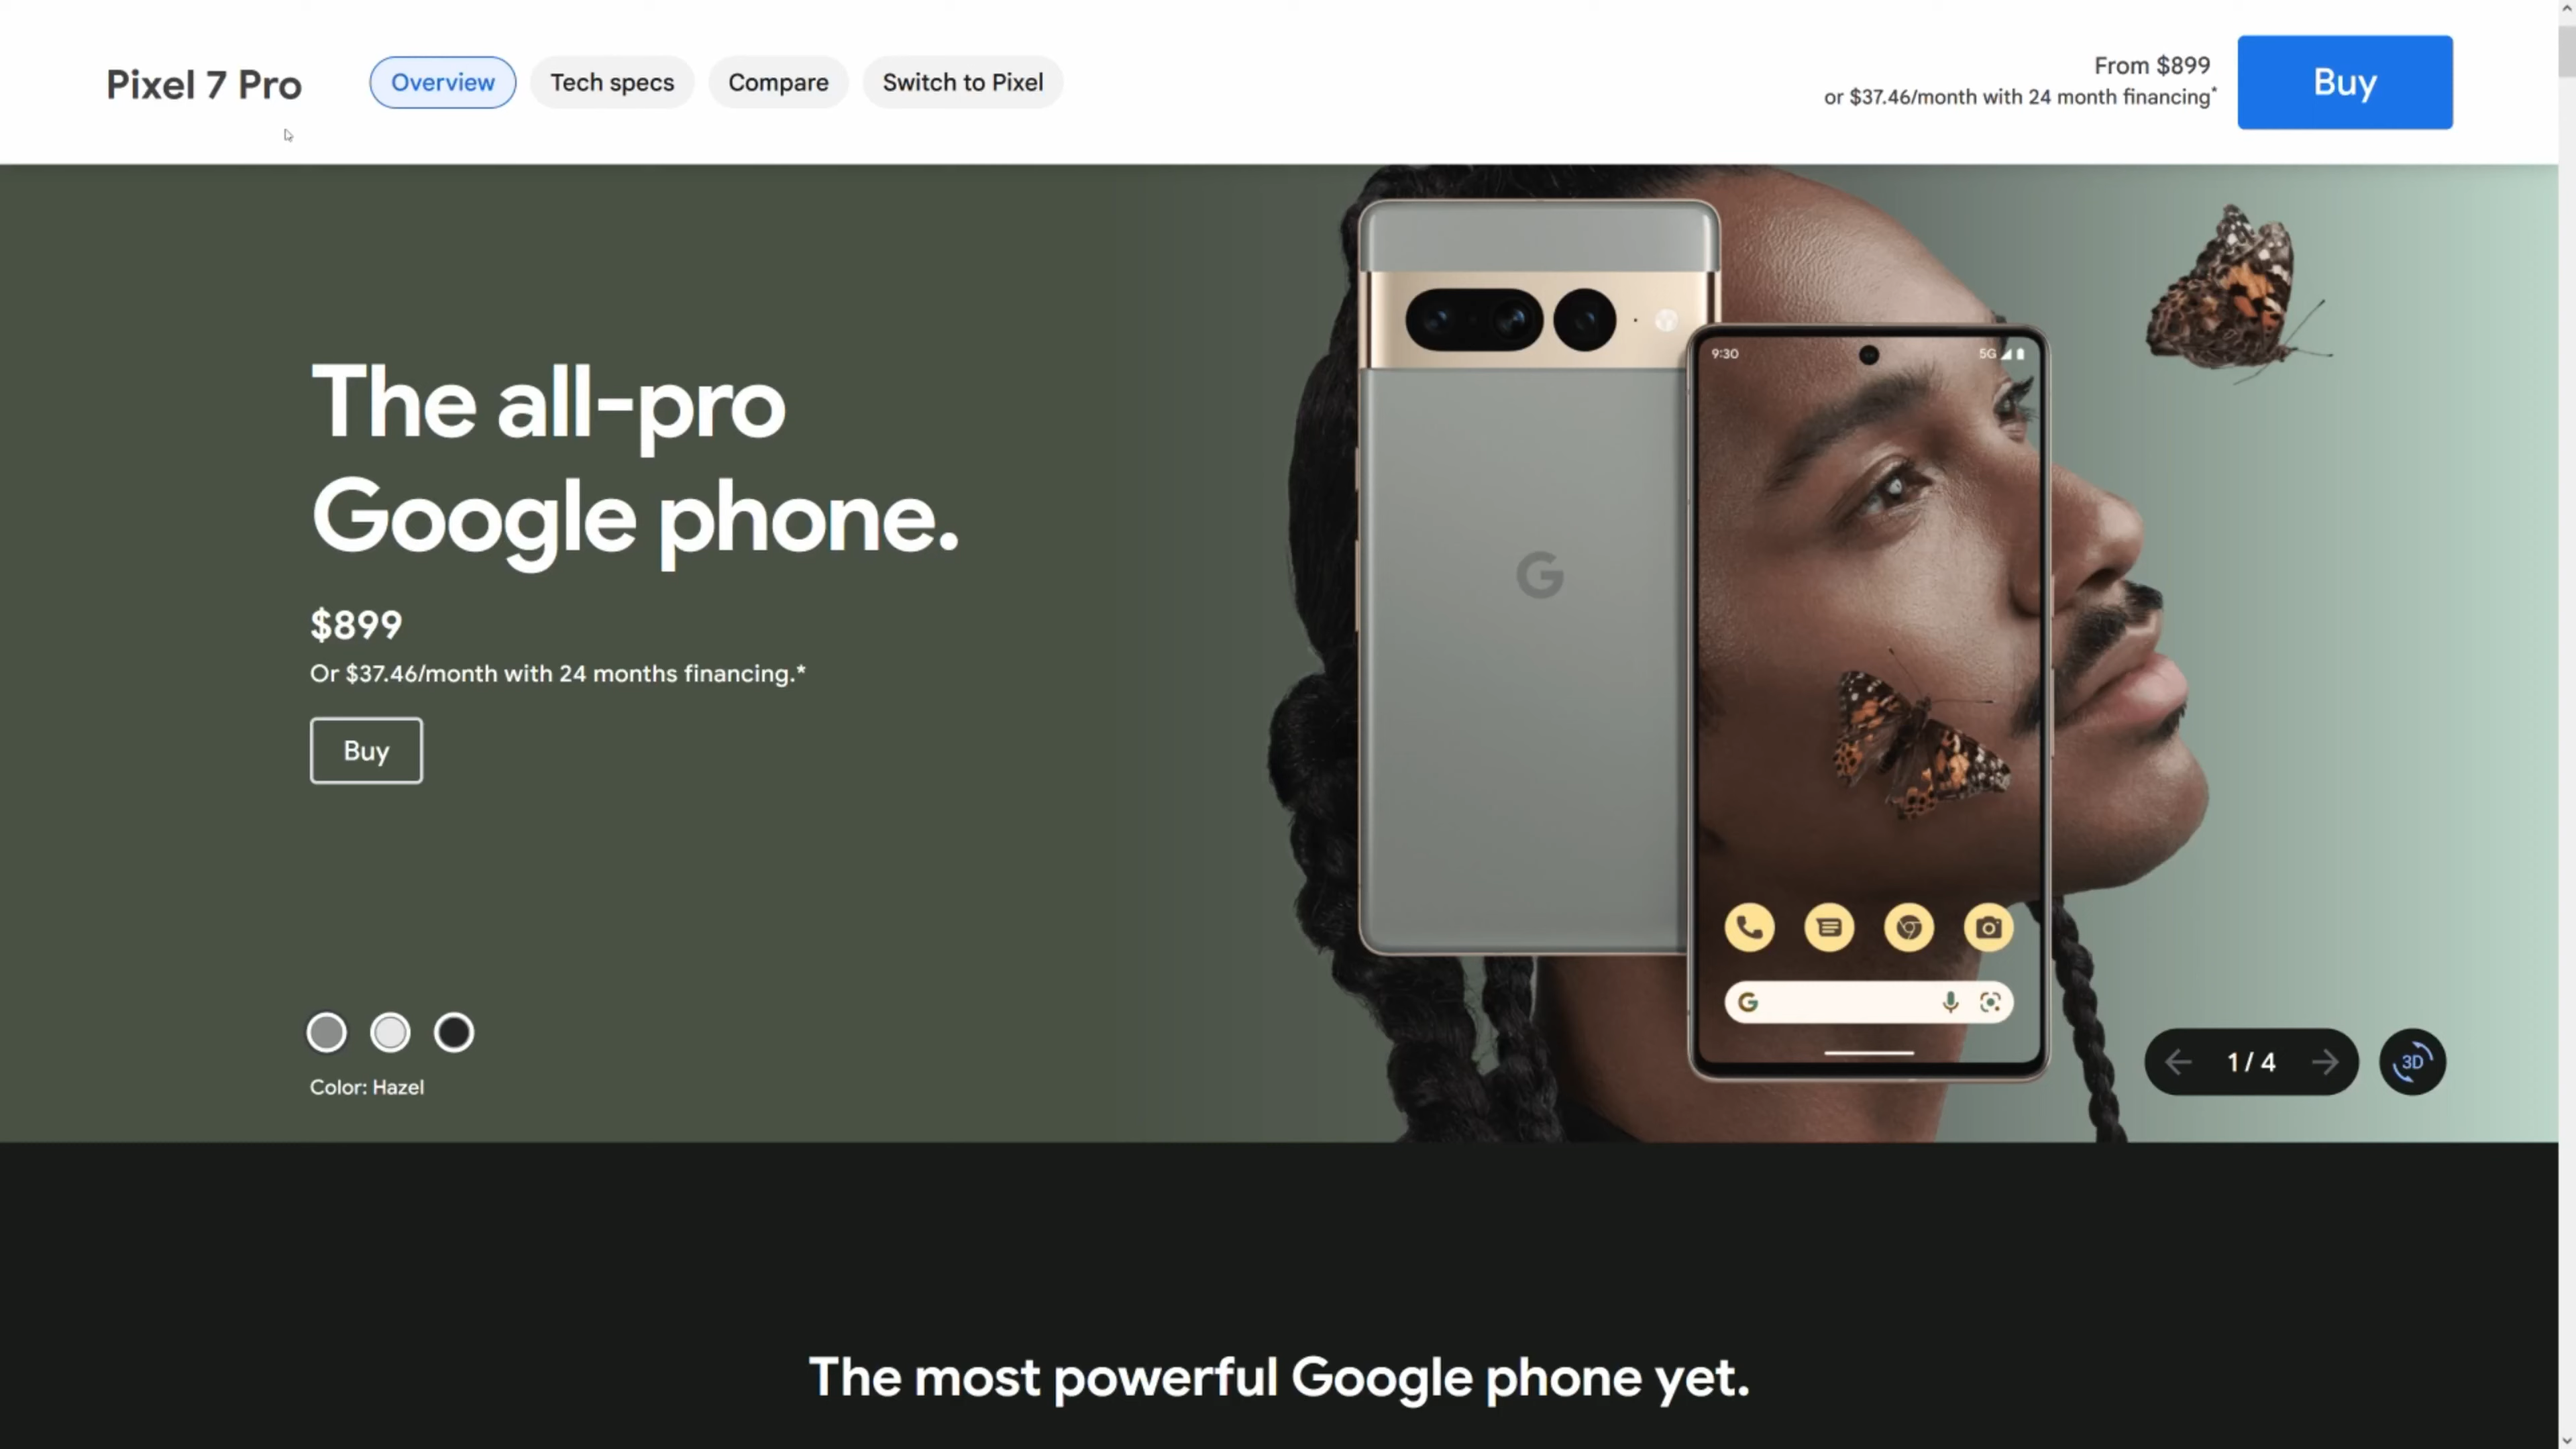 Pixel 7 Pro
Overview
Tech specs
Compare
Switch to Pixel
From $899
or $37.46/month with 24 month financing*
Buy
The all-pro
Google phone.
$899
Or $37.46/month with 24 months financing.*
Buy
Color: Hazel
9:30
5G
G
G
1 / 4
3D
The most powerful Google phone yet.